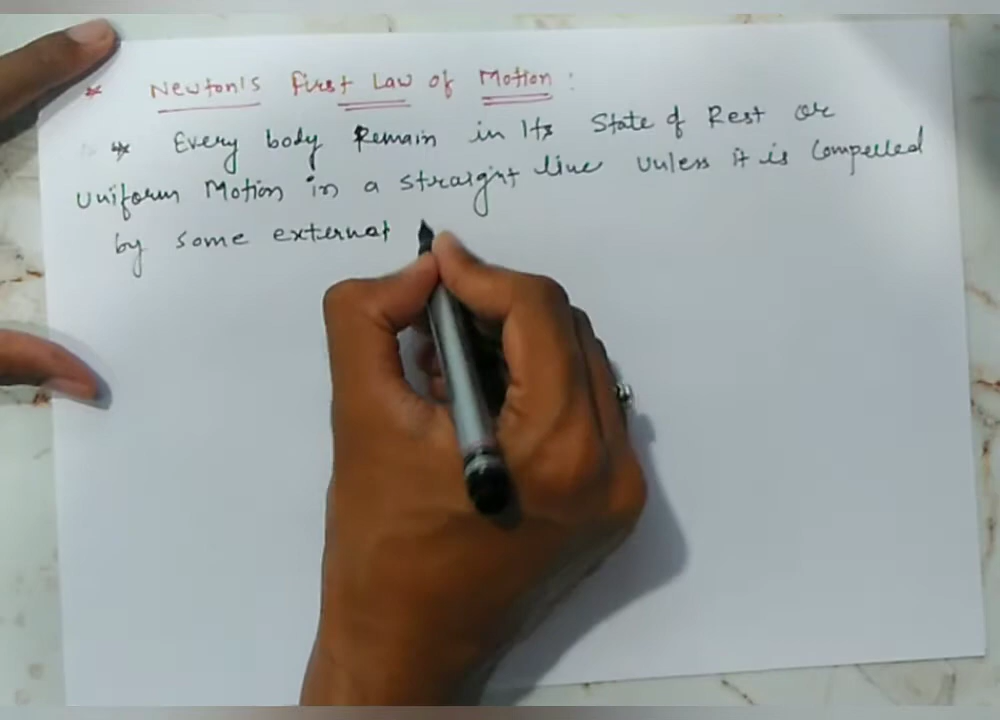 * Newton's First Law of Motion :
Every body Remain in Its State of Rest or
Uniform Motion in a straight line unless it is Compelled
by some external